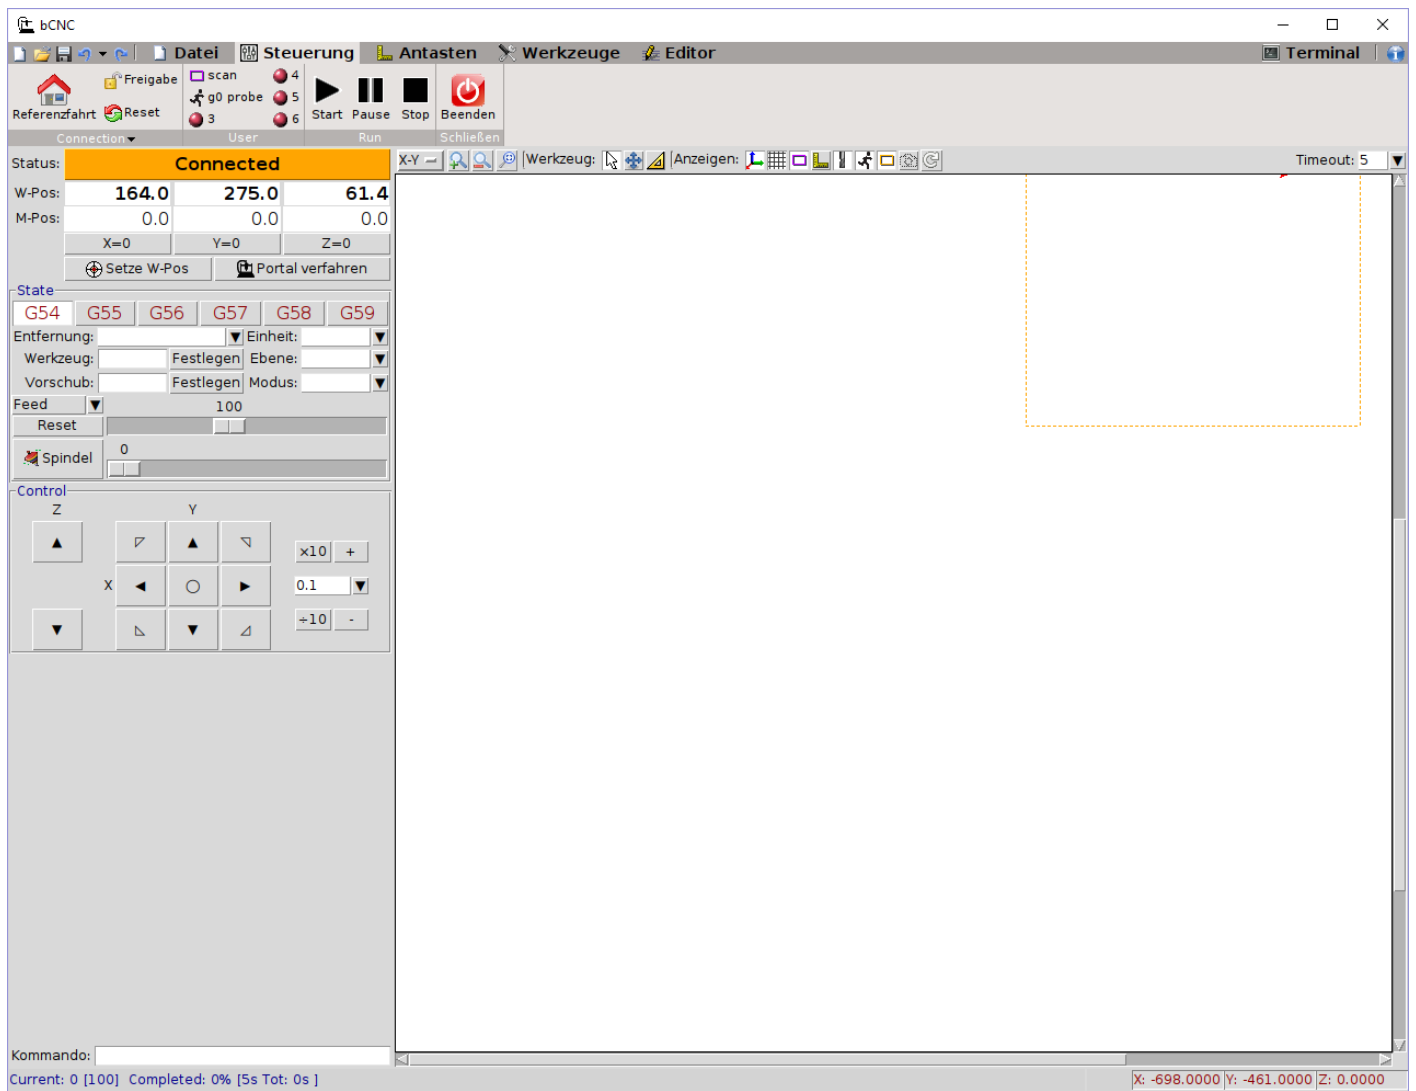 bCNC
Datei Steuerung Antasten Werkzeuge Editor Terminal
Referenzfahrt Freigabe Reset scan g0 probe 3 4 5 6 Start Pause Stop Beenden
Connection User Run Schließen
Status: Connected X-Y [Werkzeug: [Anzeigen: Timeout: 5
W-Pos: 164.0 275.0 61.4
M-Pos: 0.0 0.0 0.0
X=0 Y=0 Z=0
Setze W-Pos Portal verfahren
State
G54 G55 G56 G57 G58 G59
Entfernung: Einheit:
Werkzeug: Festlegen Ebene:
Vorschub: Festlegen Modus:
Feed 100
Reset
Spindel 0
Control
Z Y
×10 +
X 0.1
÷10 -
Kommando:
Current: 0 [100] Completed: 0% [5s Tot: 0s ] X: -698.0000 Y: -461.0000 Z: 0.0000